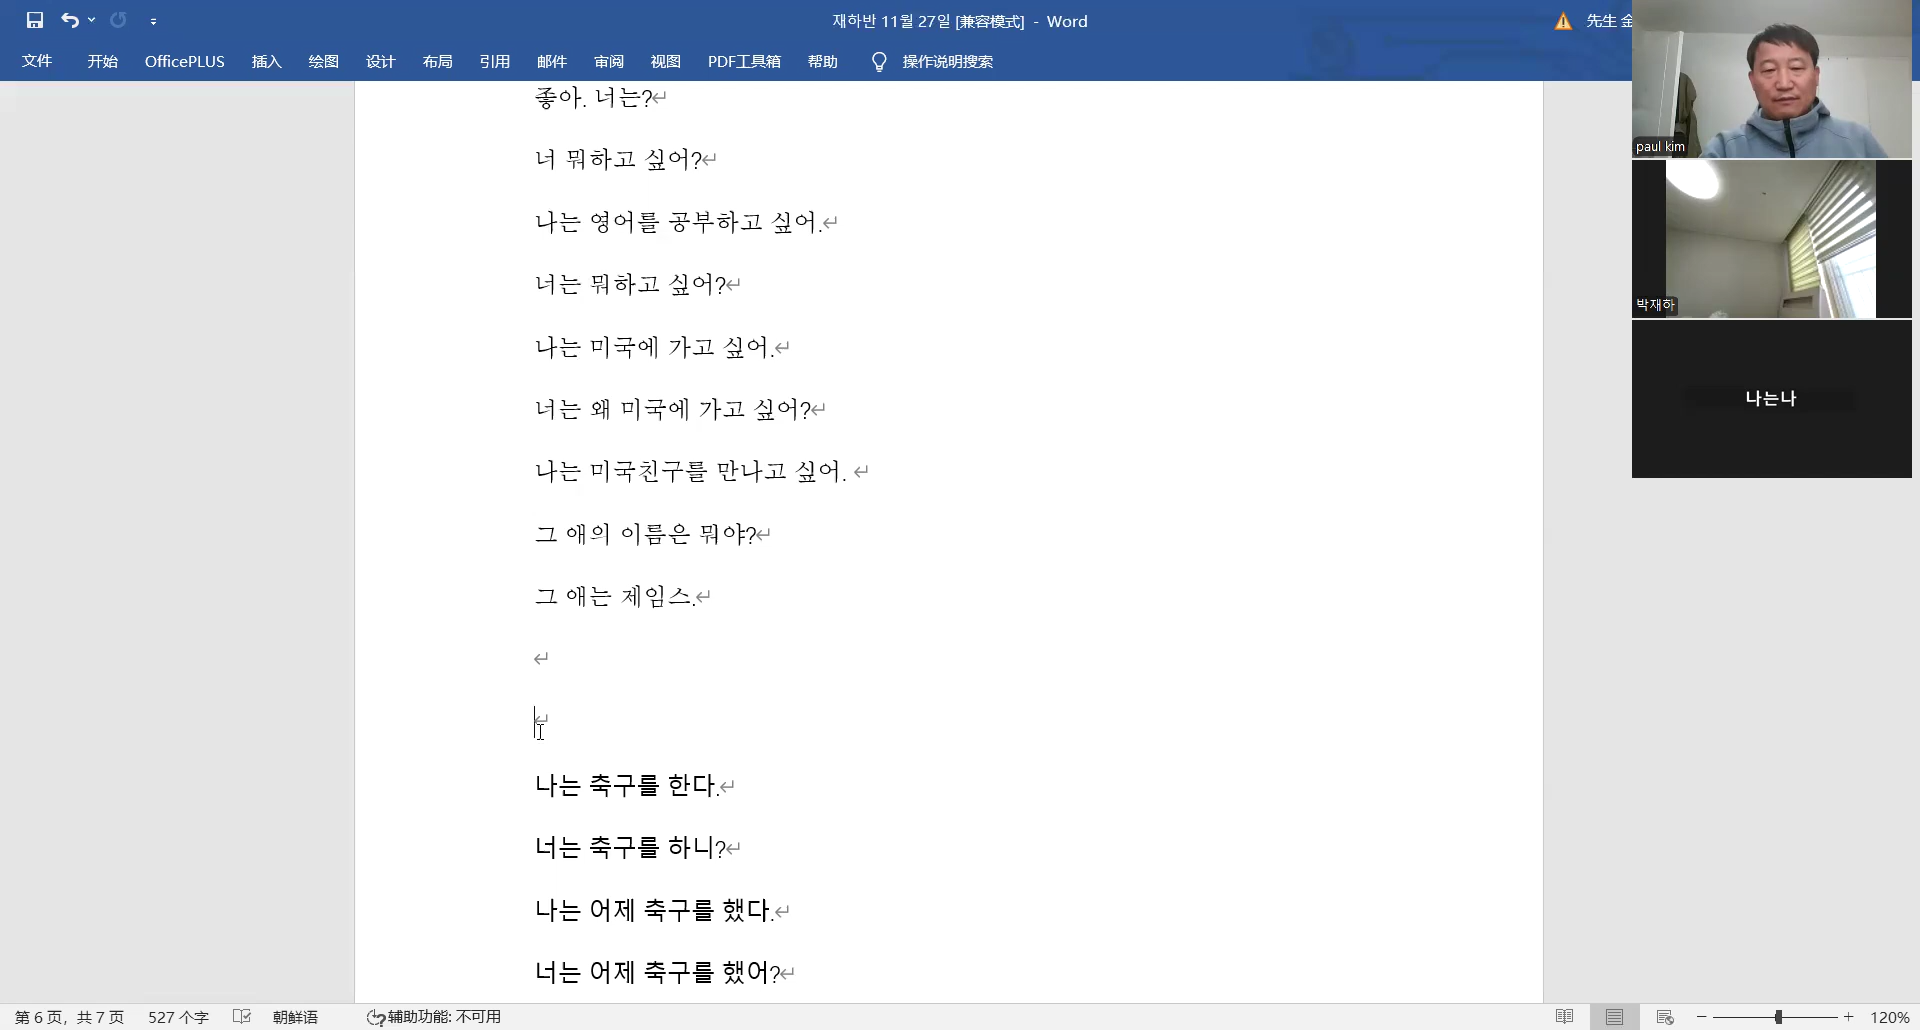 재하반 11월 27일 [兼容模式] - Word
先生 金
文件 开始 OfficePLUS 插入 绘图 设计 布局 引用 邮件 审阅 视图 PDF工具箱 帮助 操作说明搜索
좋아. 너는?
너 뭐하고 싶어?
나는 영어를 공부하고 싶어.
너는 뭐하고 싶어?
나는 미국에 가고 싶어.
너는 왜 미국에 가고 싶어?
나는 미국친구를 만나고 싶어.
그 애의 이름은 뭐야?
그 애는 제임스.
나는 축구를 한다.
너는 축구를 하니?
나는 어제 축구를 했다.
너는 어제 축구를 했어?
paul kim
박재하
나는나
第 6 页，共 7 页 527 个字 朝鲜语 辅助功能: 不可用 120%